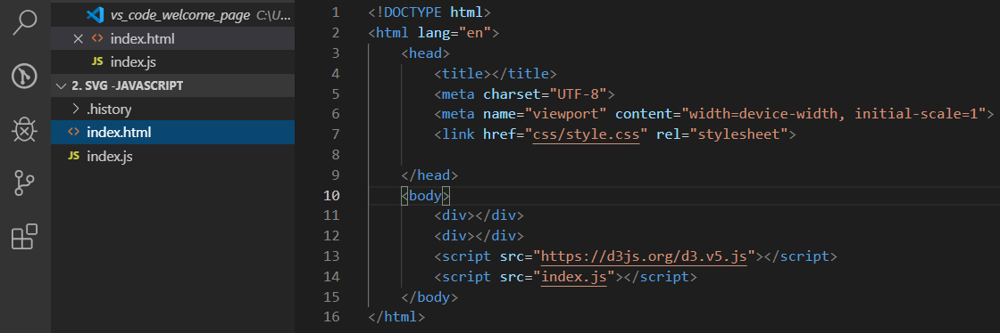 vs_code_welcome_page C:\U...
index.html
JS index.js
2. SVG -JAVASCRIPT
.history
index.html
JS index.js
1 <!DOCTYPE html>
2 <html lang="en">
3 <head>
4 <title></title>
5 <meta charset="UTF-8">
6 <meta name="viewport" content="width=device-width, initial-scale=1">
7 <link href="css/style.css" rel="stylesheet">
8
9 </head>
10 <body>
11 <div></div>
12 <div></div>
13 <script src="https://d3js.org/d3.v5.js"></script>
14 <script src="index.js"></script>
15 </body>
16 </html>